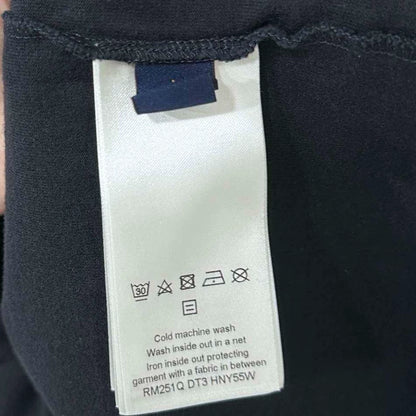 30
Cold machine wash
Wash inside out in a net
Iron inside out protecting
garment with a fabric in between
RM251Q DT3 HNY55W